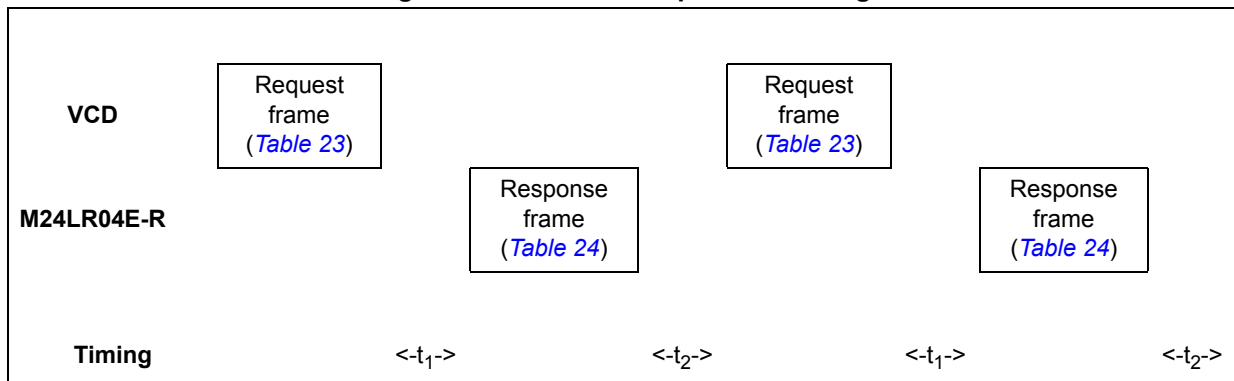 VCD
Request
frame
(Table 23)
Request
frame
(Table 23)
M24LR04E-R
Response
frame
(Table 24)
Response
frame
(Table 24)
Timing <-t1-> <-t2-> <-t1-> <-t2->